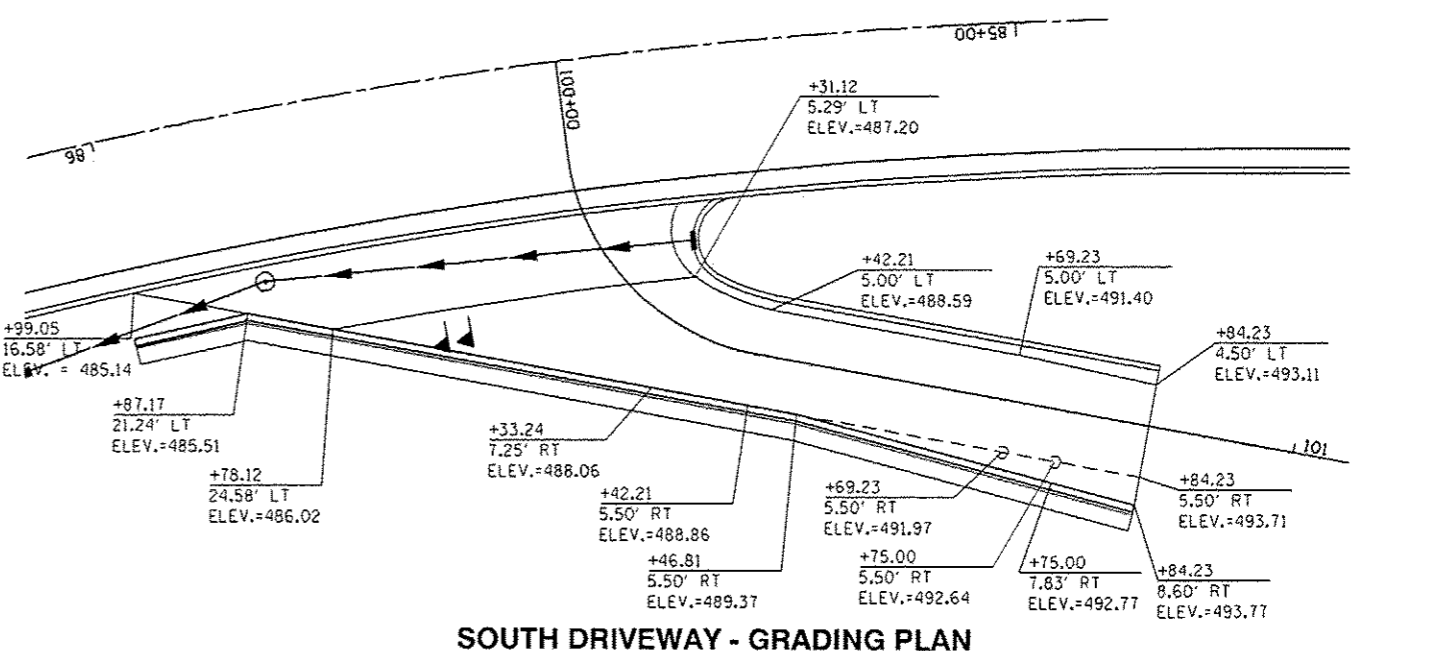 185+00
100+00
+31.12
5.29' LT
ELEV.=487.20
186
+42.21
5.00' LT
ELEV.=488.59
+69.23
5.00' LT
ELEV.=491.40
+84.23
4.50' LT
ELEV.=493.11
+99.05
16.58' LT
ELEV. = 485.14
+87.17
21.24' LT
ELEV.=485.51
+78.12
24.58' LT
ELEV.=486.02
+33.24
7.25' RT
ELEV.=488.06
+42.21
5.50' RT
ELEV.=488.86
+46.81
5.50' RT
ELEV.=489.37
+69.23
5.50' RT
ELEV.=491.97
+75.00
5.50' RT
ELEV.=492.64
+75.00
7.83' RT
ELEV.=492.77
101
+84.23
5.50' RT
ELEV.=493.71
+84.23
8.60' RT
ELEV.=493.77
SOUTH DRIVEWAY - GRADING PLAN